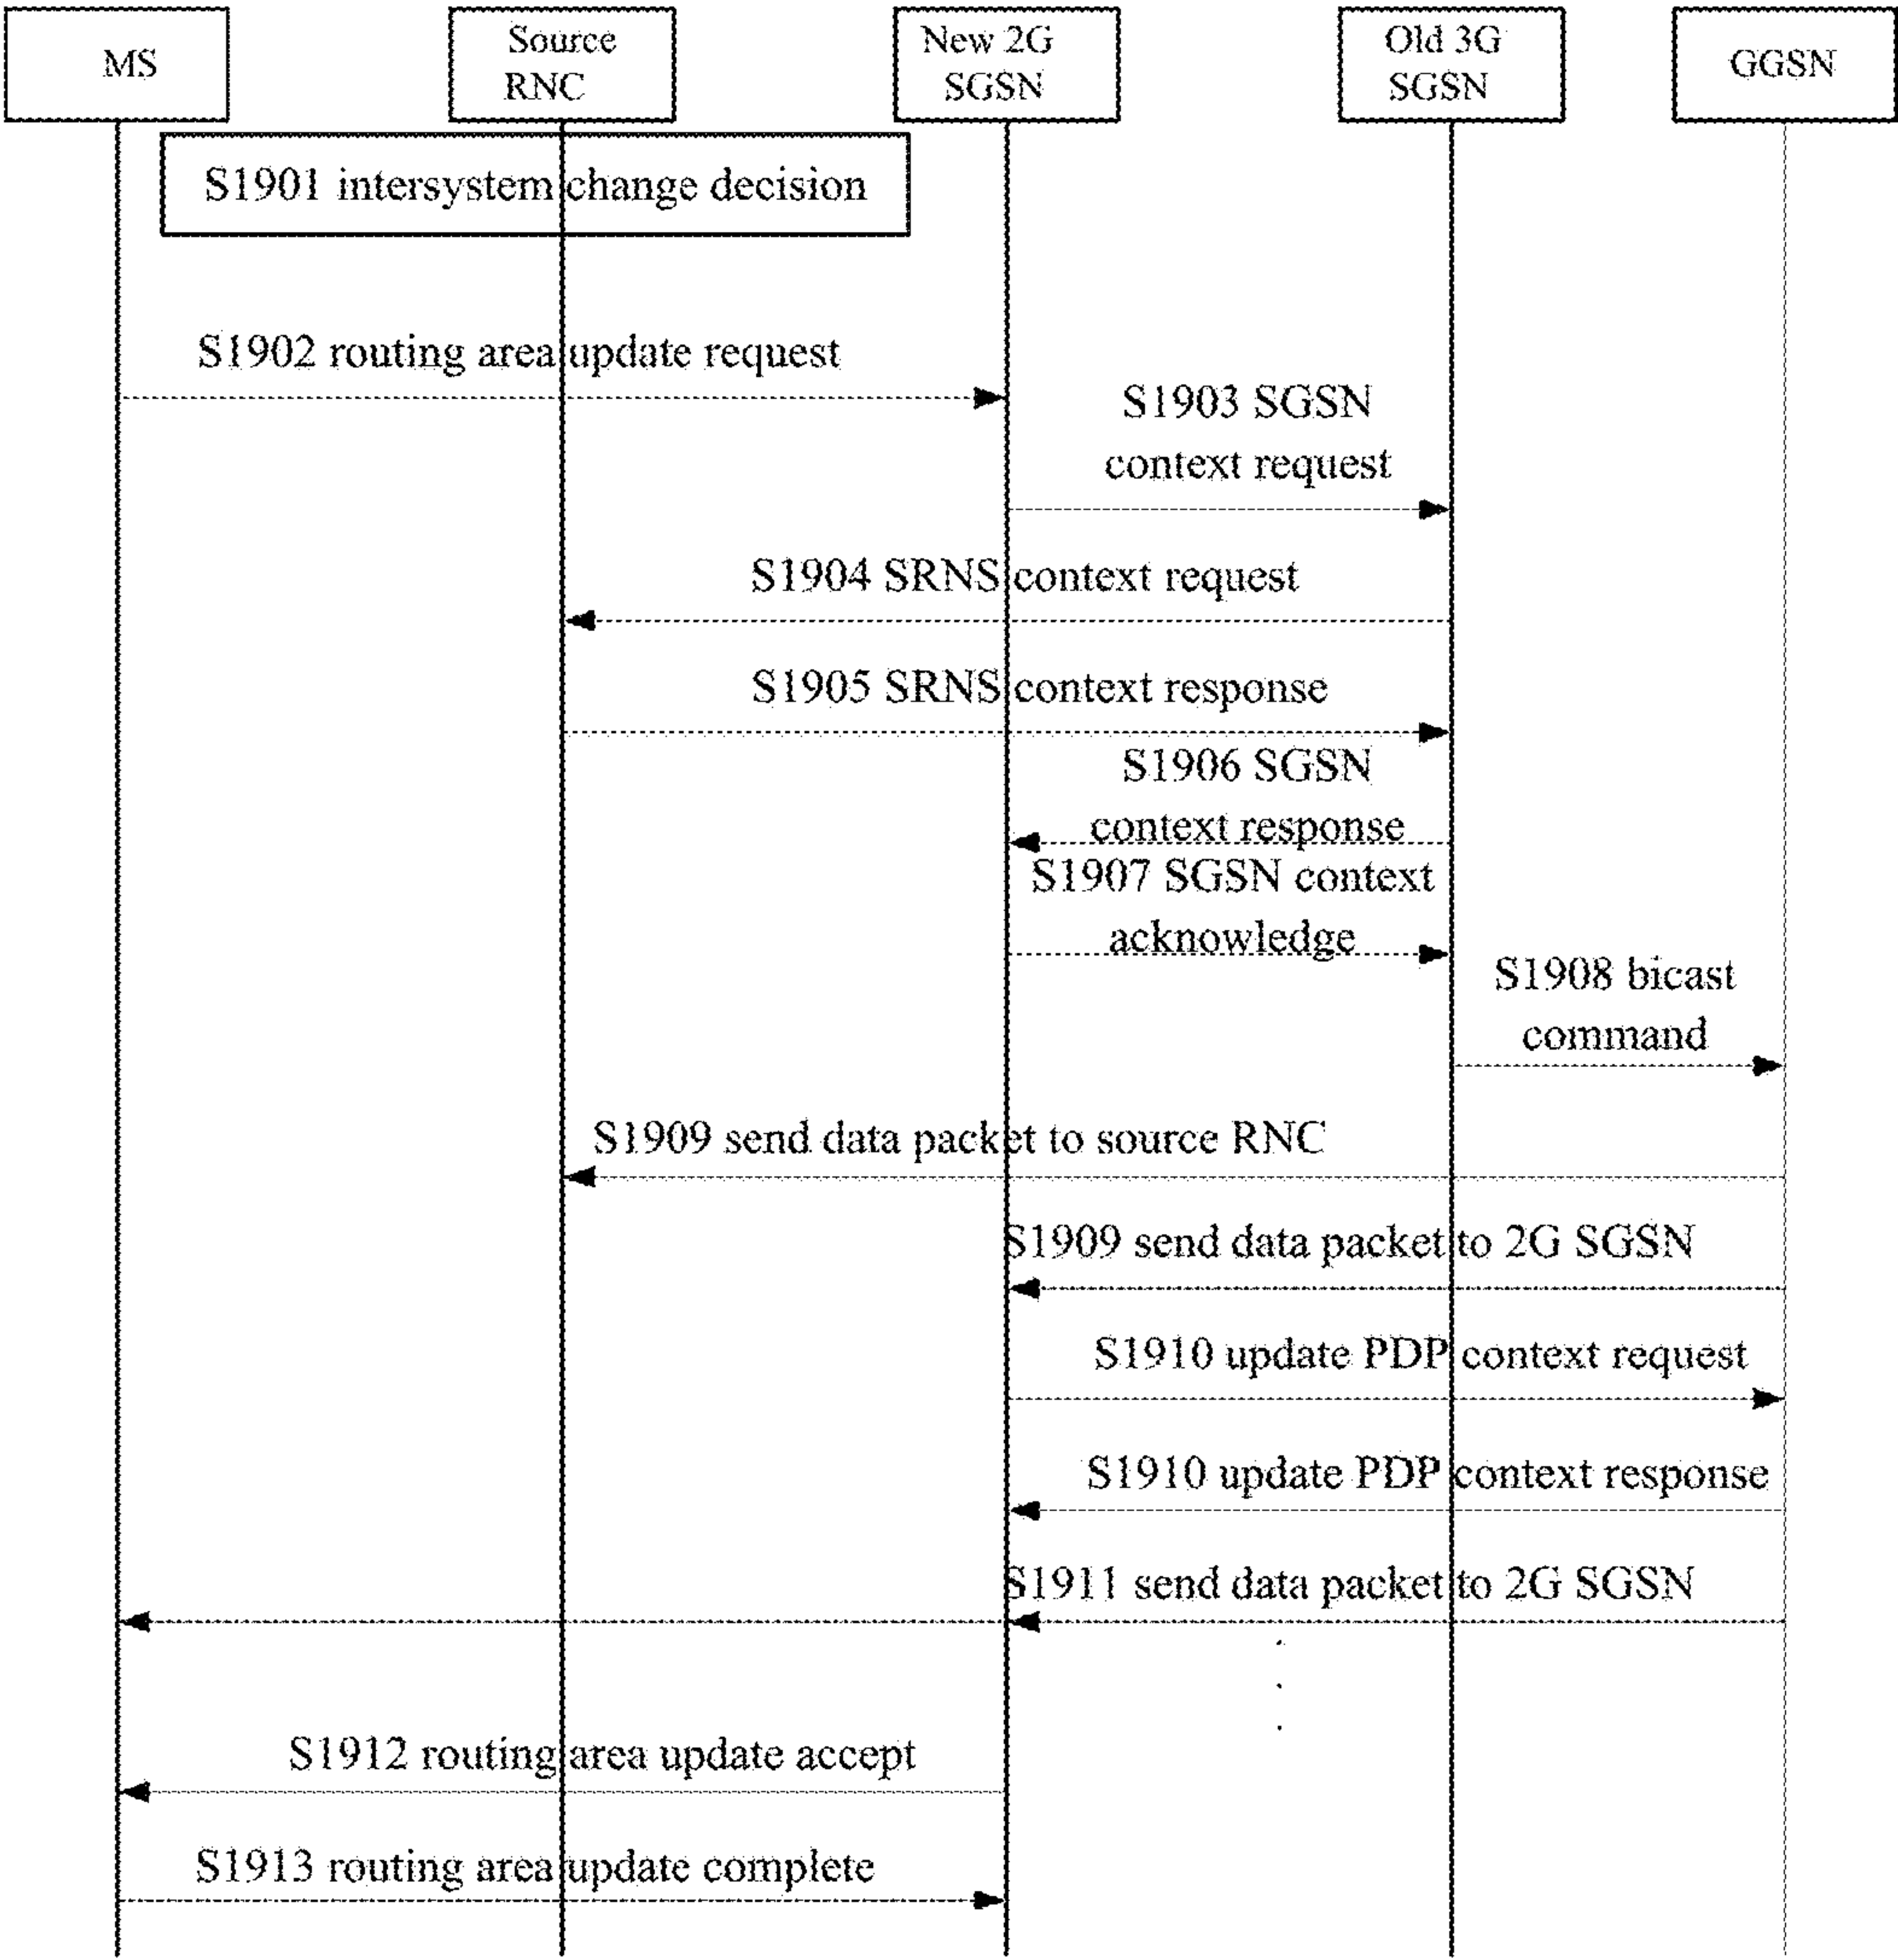 MS
Source
RNC
New 2G
SGSN
Old 3G
SGSN
GGSN
S1901 intersystem change decision
S1902 routing area update request
S1903 SGSN
context request
S1904 SRNS context request
S1905 SRNS context response
S1906 SGSN
context response
S1907 SGSN context
acknowledge
S1908 bicast
command
S1909 send data packet to source RNC
S1909 send data packet to 2G SGSN
S1910 update PDP context request
S1910 update PDP context response
S1911 send data packet to 2G SGSN
S1912 routing area update accept
S1913 routing area update complete